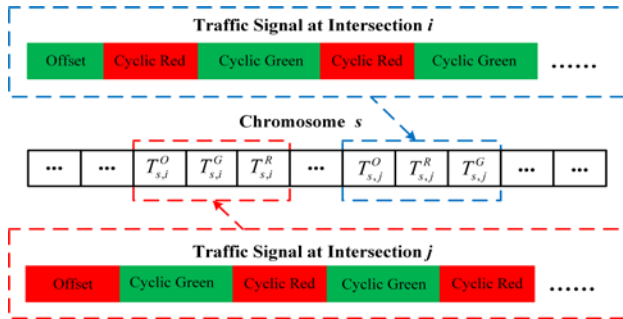 Traffic Signal at Intersection i
Offset Cyclic Red Cyclic Green Cyclic Red Cyclic Green ......
Chromosome s
... ... T^O_{s,i} T^G_{s,i} T^R_{s,i} ... T^O_{s,j} T^R_{s,j} T^G_{s,j} ... ...
Traffic Signal at Intersection j
Offset Cyclic Green Cyclic Red Cyclic Green Cyclic Red ......